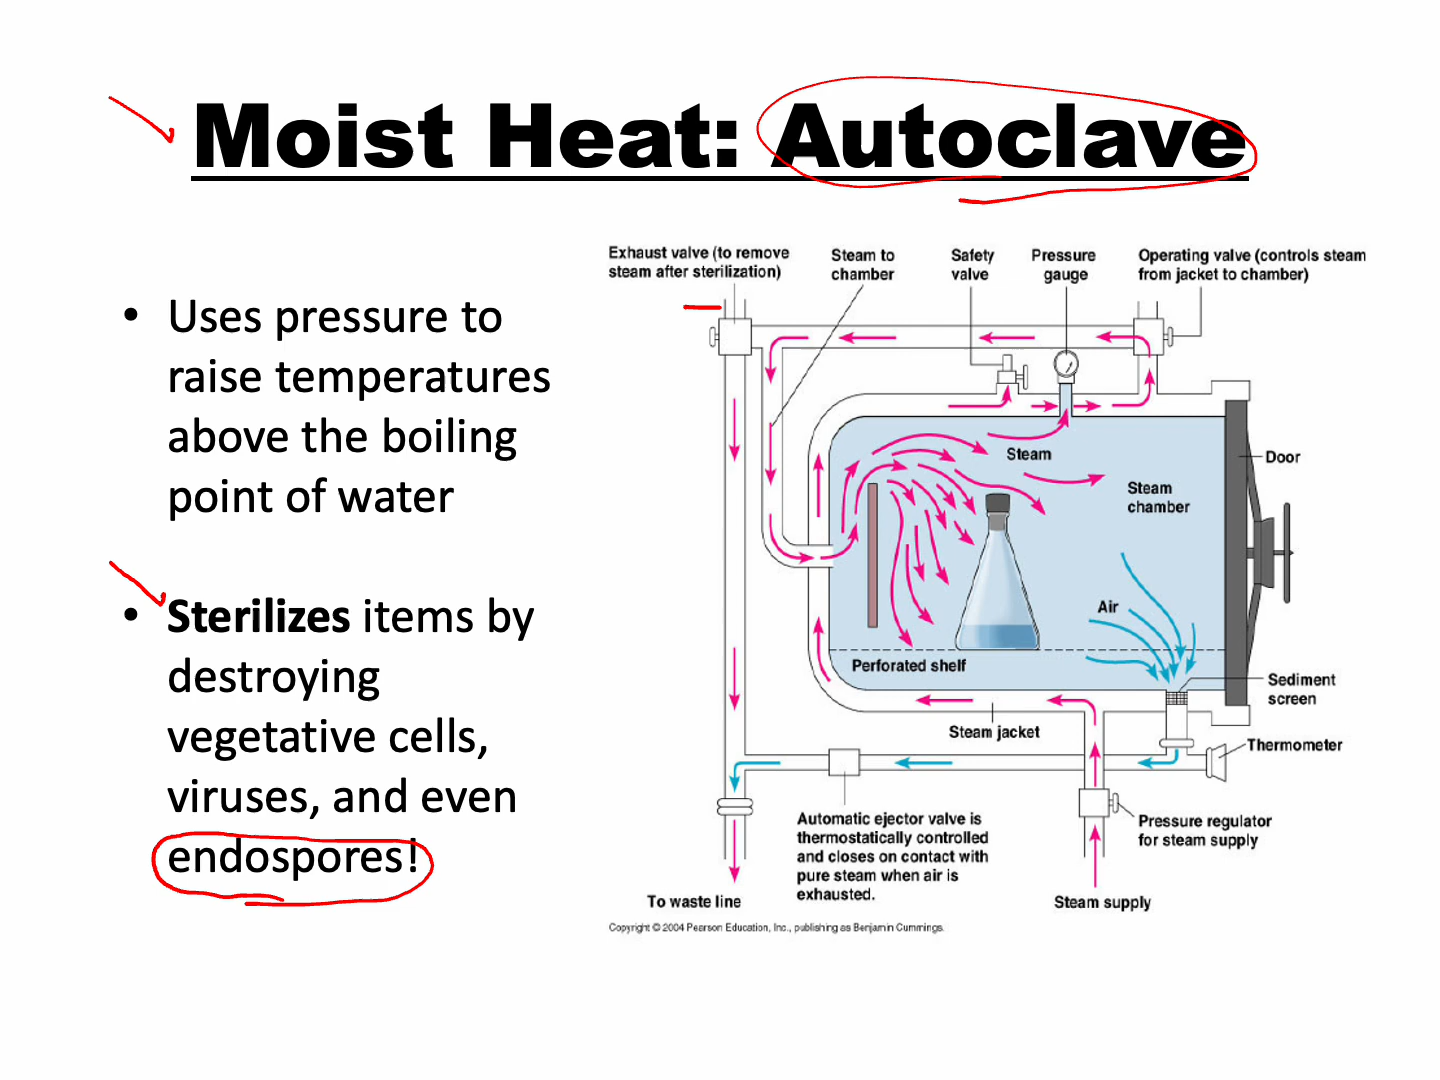 Moist Heat: Autoclave
• Uses pressure to
raise temperatures
above the boiling
point of water
• Sterilizes items by
destroying
vegetative cells,
viruses, and even
endospores!
Exhaust valve (to remove
steam after sterilization)
Steam to
chamber
Safety
valve
Pressure
gauge
Operating valve (controls steam
from jacket to chamber)
Steam
Door
Steam
chamber
Air
Perforated shelf
Sediment
screen
Steam jacket
Thermometer
Automatic ejector valve is
thermostatically controlled
and closes on contact with
pure steam when air is
exhausted.
Pressure regulator
for steam supply
To waste line
Steam supply
Copyright © 2004 Pearson Education, Inc., publishing as Benjamin Cummings.